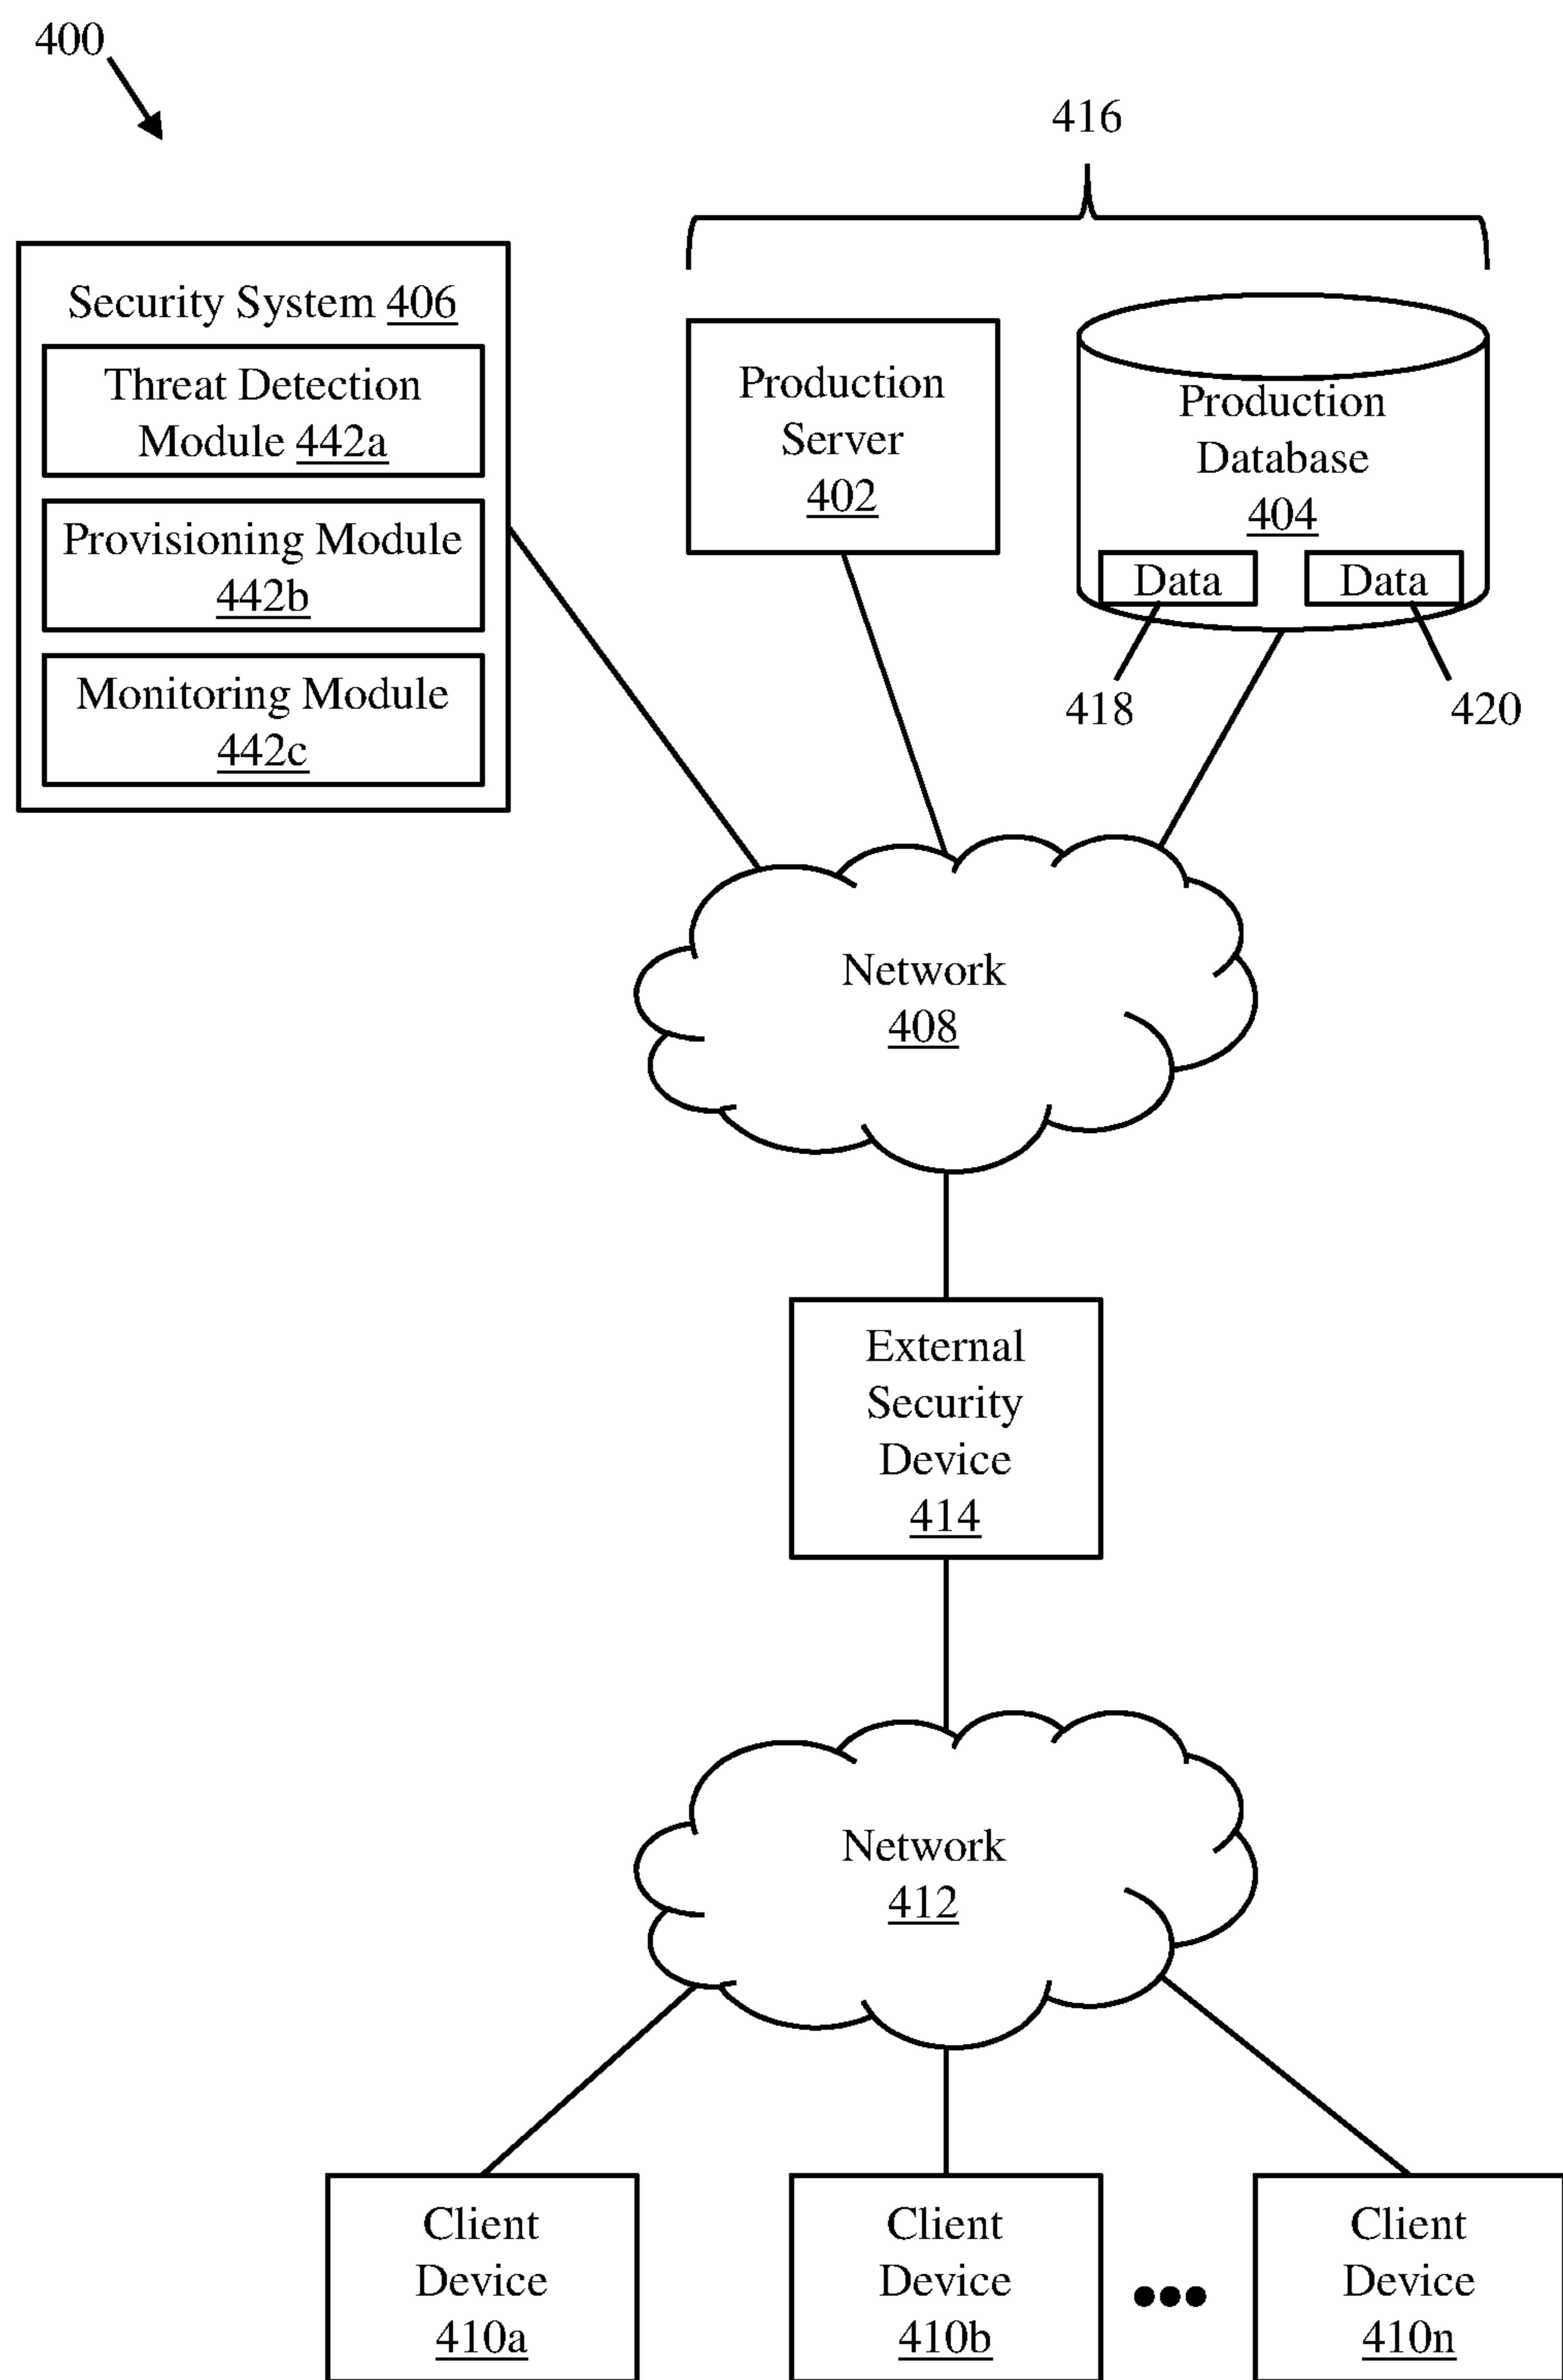 400
416
Security System 406
Threat Detection
Module 442a
Provisioning Module
442b
Monitoring Module
442c
Production
Server
402
Production
Database
404
Data
Data
418
420
Network
408
External
Security
Device
414
Network
412
Client
Device
410a
Client
Device
410b
Client
Device
410n